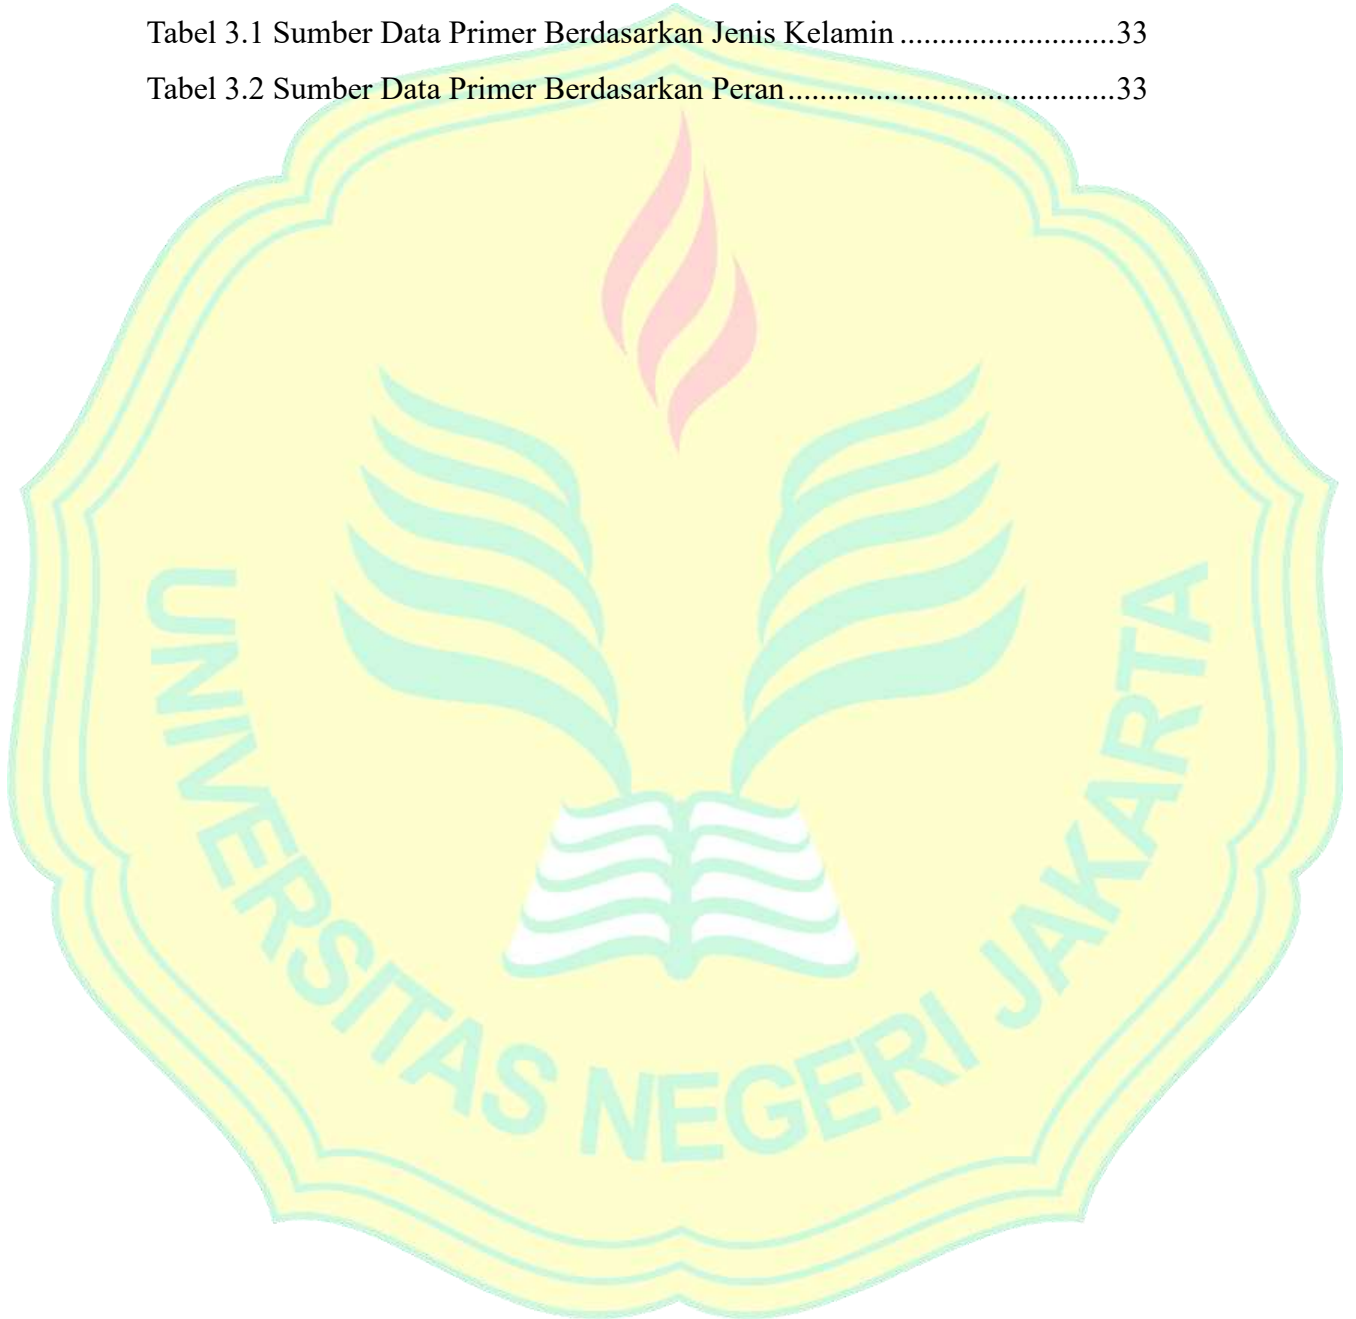 Tabel 3.1 Sumber Data Primer Berdasarkan Jenis Kelamin ...........................33
Tabel 3.2 Sumber Data Primer Berdasarkan Peran.........................................33
UNIVERSITAS NEGERI JAKARTA